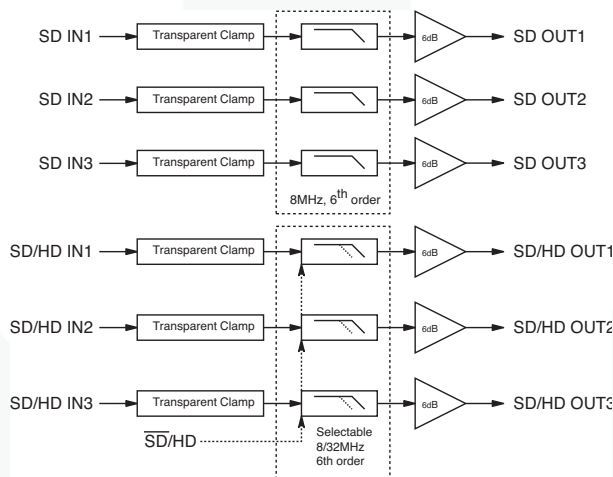 SD IN1 Transparent Clamp 6dB SD OUT1
SD IN2 Transparent Clamp 6dB SD OUT2
SD IN3 Transparent Clamp 6dB SD OUT3
8MHz, 6th order
SD/HD IN1 Transparent Clamp 6dB SD/HD OUT1
SD/HD IN2 Transparent Clamp 6dB SD/HD OUT2
SD/HD IN3 Transparent Clamp 6dB SD/HD OUT3
S̅D̅/HD
Selectable
8/32MHz
6th order